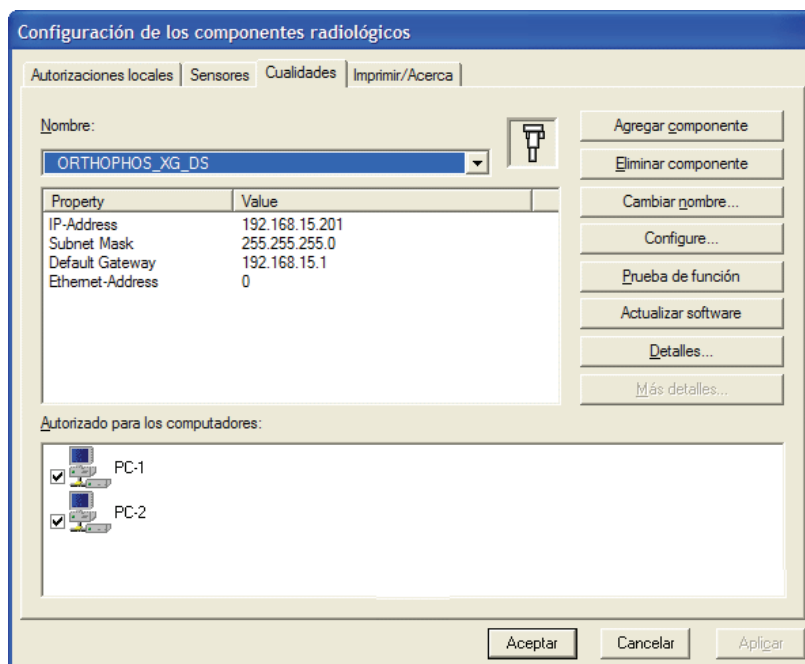 Configuración de los componentes radiológicos
Autorizaciones locales Sensores Cualidades Imprimir/Acerca
Nombre:
ORTHOPHOS_XG_DS
Property Value
IP-Address 192.168.15.201
Subnet Mask 255.255.255.0
Default Gateway 192.168.15.1
Ethernet-Address 0
Agregar componente
Eliminar componente
Cambiar nombre...
Configure...
Prueba de función
Actualizar software
Detalles...
Más detalles...
Autorizado para los computadores:
PC-1
PC-2
Aceptar Cancelar Aplicar